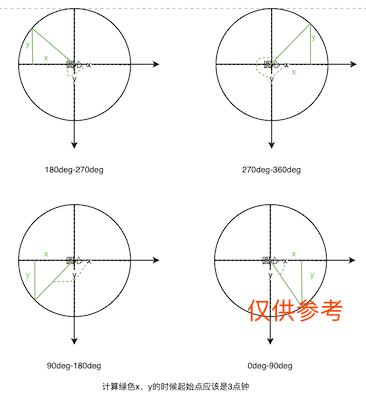 y
x
圆心
x
y
y
x
圆心
x
y
180deg-270deg
270deg-360deg
x
y
圆心
x
y
x
y
圆心
x
y
仅供参考
90deg-180deg
0deg-90deg
计算绿色x、y的时候起始点应该是3点钟